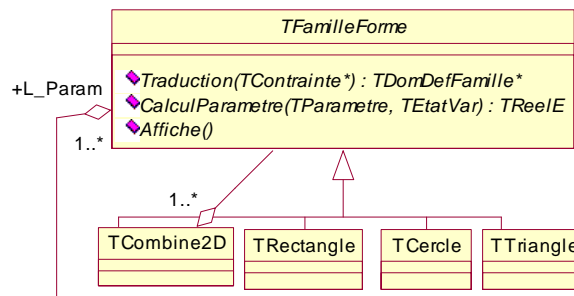 TFamilleForme
Traduction(TContrainte*) : TDomDefFamille*
+L_Param
CalculParametre(TParametre, TEtatVar) : TReelE
Affiche()
1..*
1..*
TCombine2D TRectangle TCercle TTriangle